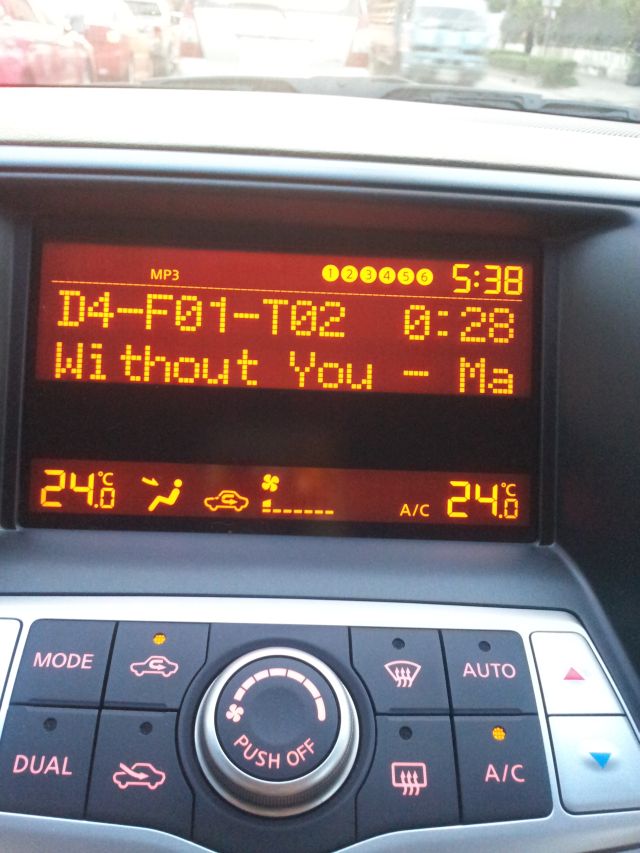 MP3 1 2 3 4 5 6 5:38
D4-F01-T02 0:28
Without You - Ma
24.0°C A/C 24.0°C
MODE AUTO
PUSH OFF
DUAL A/C